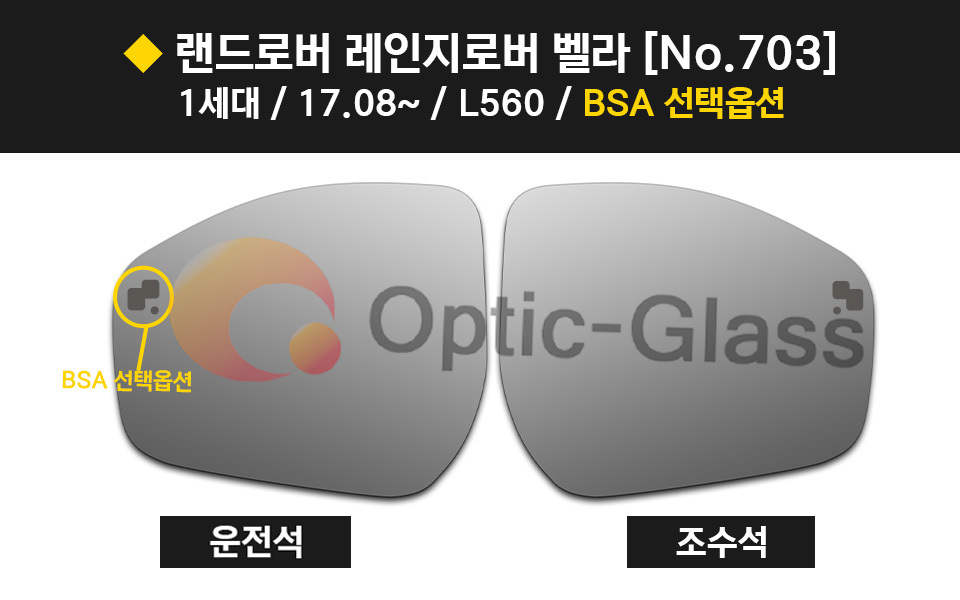 ◆ 랜드로버 레인지로버 벨라 [No.703]
1세대 / 17.08~ / L560 / BSA 선택옵션
Optic-Glass
BSA 선택옵션
운전석
조수석